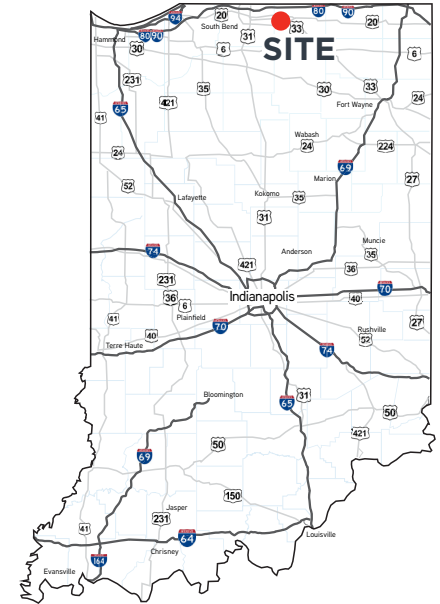 94
20
80
90
South Bend
33
20
Hammond
80 90
31
SITE
30
6
6
231
35
30
33
421
Fort Wayne
24
65
41
Wabash
24
224
24
69
52
Marion
27
Lafayette
Kokomo
35
31
Muncie
74
Anderson
35
421
36
231
70
36
Indianapolis
40
6
41
Plainfield
70
27
40
Rushville
52
Terre Haute
74
Bloomington
31
65
50
421
50
69
150
Jasper
231
41
64
Louisville
Chrisney
164
Evansville